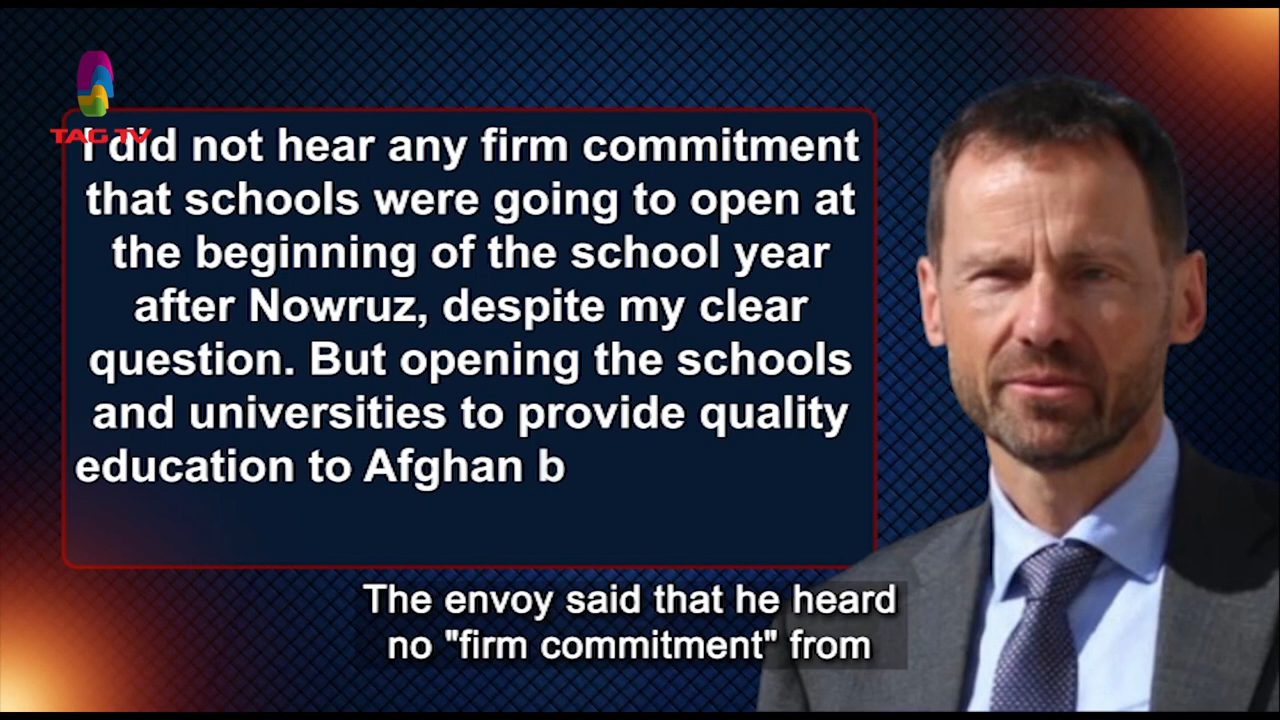 TAG TV
I did not hear any firm commitment
that schools were going to open at
the beginning of the school year
after Nowruz, despite my clear
question. But opening the schools
and universities to provide quality
education to Afghan b
The envoy said that he heard
no "firm commitment" from